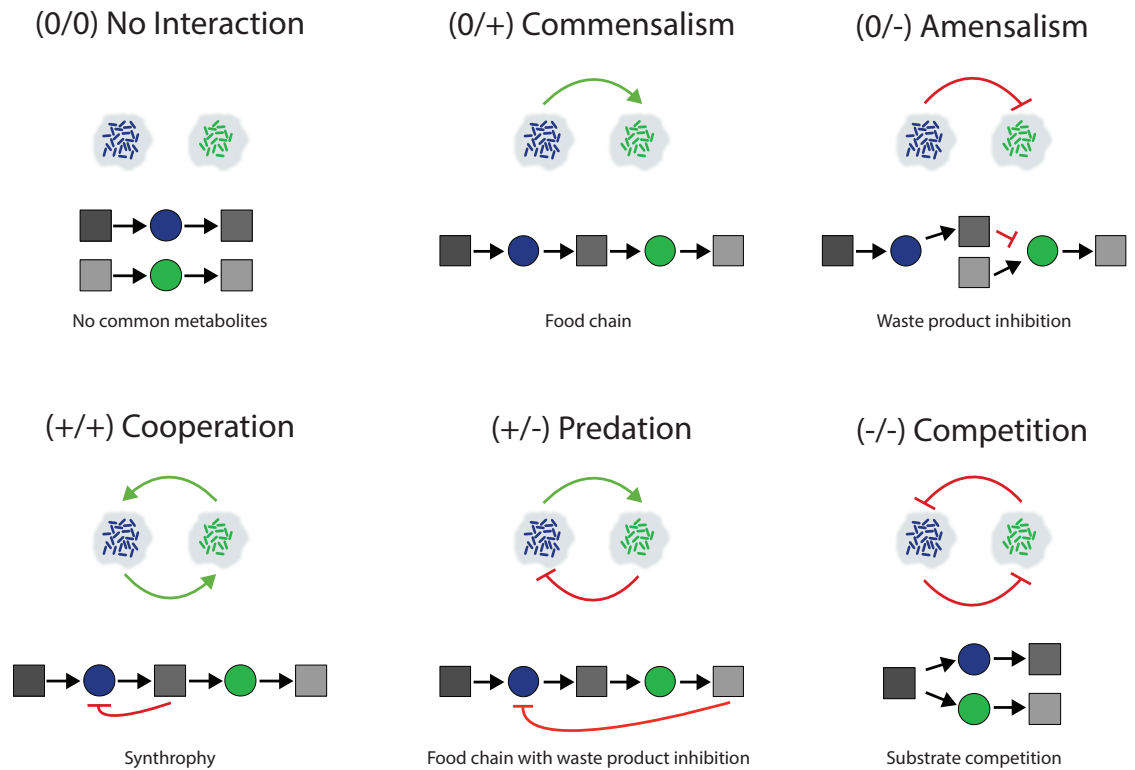 (0/0) No Interaction
(0/+) Commensalism
(0/-) Amensalism
No common metabolites
Food chain
Waste product inhibition
(+/+) Cooperation
(+/-) Predation
(-/-) Competition
Synthrophy
Food chain with waste product inhibition
Substrate competition